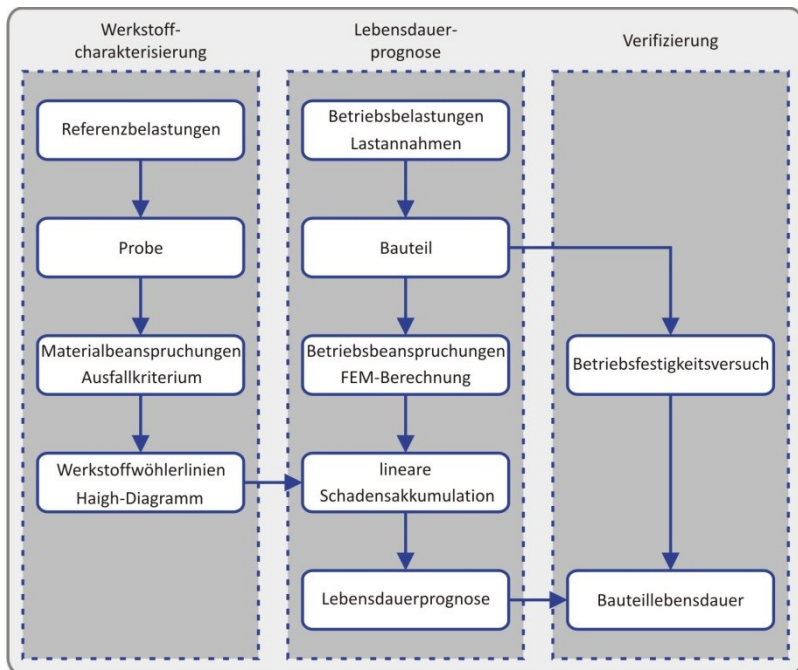 Werkstoff-
charakterisierung
Referenzbelastungen
Probe
Materialbeanspruchungen
Ausfallkriterium
Werkstoffwöhlerlinien
Haigh-Diagramm
Lebensdauer-
prognose
Betriebsbelastungen
Lastannahmen
Bauteil
Betriebsbeanspruchungen
FEM-Berechnung
lineare
Schadensakkumulation
Lebensdauerprognose
Verifizierung
Betriebsfestigkeitsversuch
Bauteillebensdauer